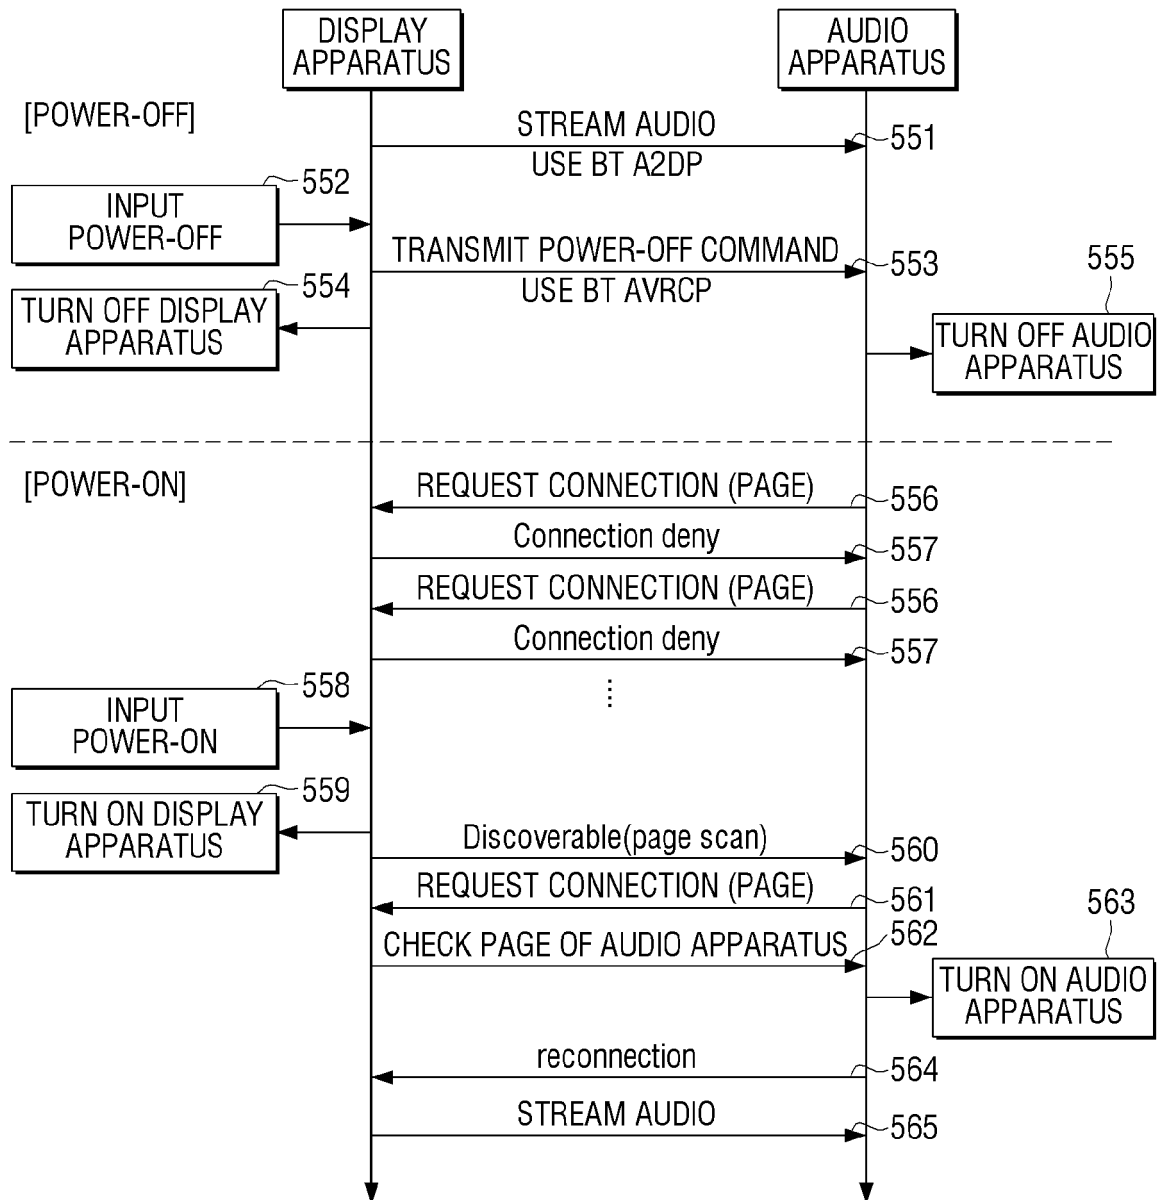 DISPLAY
APPARATUS
AUDIO
APPARATUS
[POWER-OFF]
STREAM AUDIO
USE BT A2DP
551
552
INPUT
POWER-OFF
TRANSMIT POWER-OFF COMMAND
USE BT AVRCP
553
554
TURN OFF DISPLAY
APPARATUS
555
TURN OFF AUDIO
APPARATUS
[POWER-ON]
REQUEST CONNECTION (PAGE)
556
Connection deny
557
REQUEST CONNECTION (PAGE)
556
Connection deny
557
558
INPUT
POWER-ON
559
TURN ON DISPLAY
APPARATUS
Discoverable(page scan)
560
REQUEST CONNECTION (PAGE)
561
CHECK PAGE OF AUDIO APPARATUS
562
563
TURN ON AUDIO
APPARATUS
reconnection
564
STREAM AUDIO
565